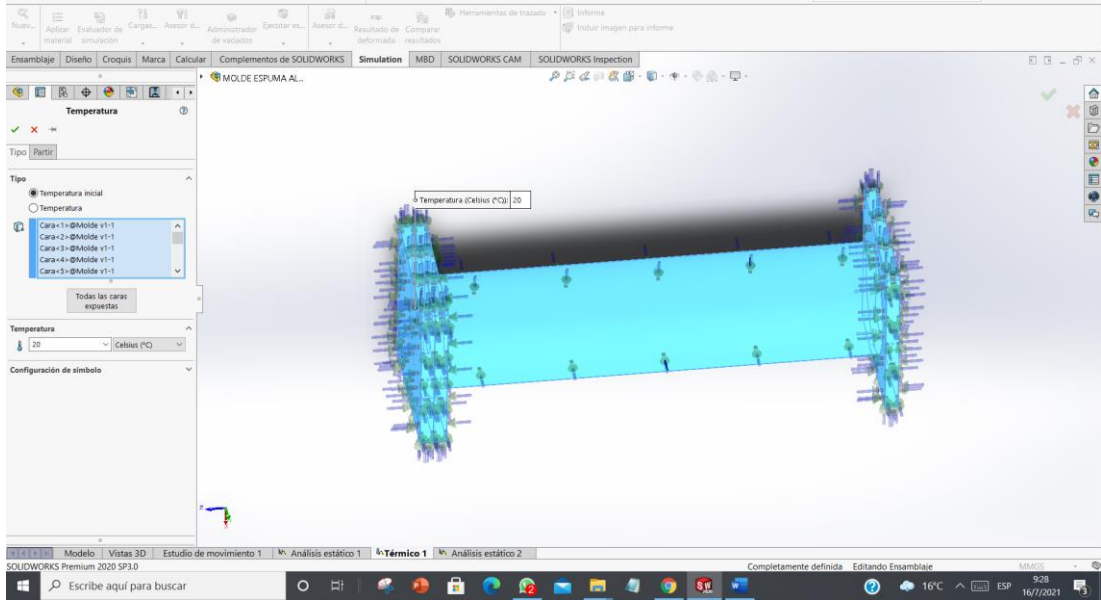 Nuev...
Aplicar material
Evaluador de simulación
Cargas...
Asesor d...
Administrador de vaciados
Ejecutar es...
Asesor d...
Resultado de deformada
Comparar resultados
Herramientas de trazado
Informe
Incluir imagen para informe
Ensamblaje Diseño Croquis Marca Calcular Complementos de SOLIDWORKS Simulation MBD SOLIDWORKS CAM SOLIDWORKS Inspection
MOLDE ESPUMA AL...
Temperatura
Tipo Partir
Tipo
Temperatura inicial
Temperatura
Cara<1>@Molde v1-1
Cara<2>@Molde v1-1
Cara<3>@Molde v1-1
Cara<4>@Molde v1-1
Cara<5>@Molde v1-1
Todas las caras expuestas
Temperatura
20 Celsius (°C)
Configuración de símbolo
Temperatura (Celsius (°C)): 20
Modelo Vistas 3D Estudio de movimiento 1 Análisis estático 1 Térmico 1 Análisis estático 2
SOLIDWORKS Premium 2020 SP3.0 Completamente definida Editando Ensamblaje MMGS
Escribe aquí para buscar
16°C ESP 9:28
16/7/2021